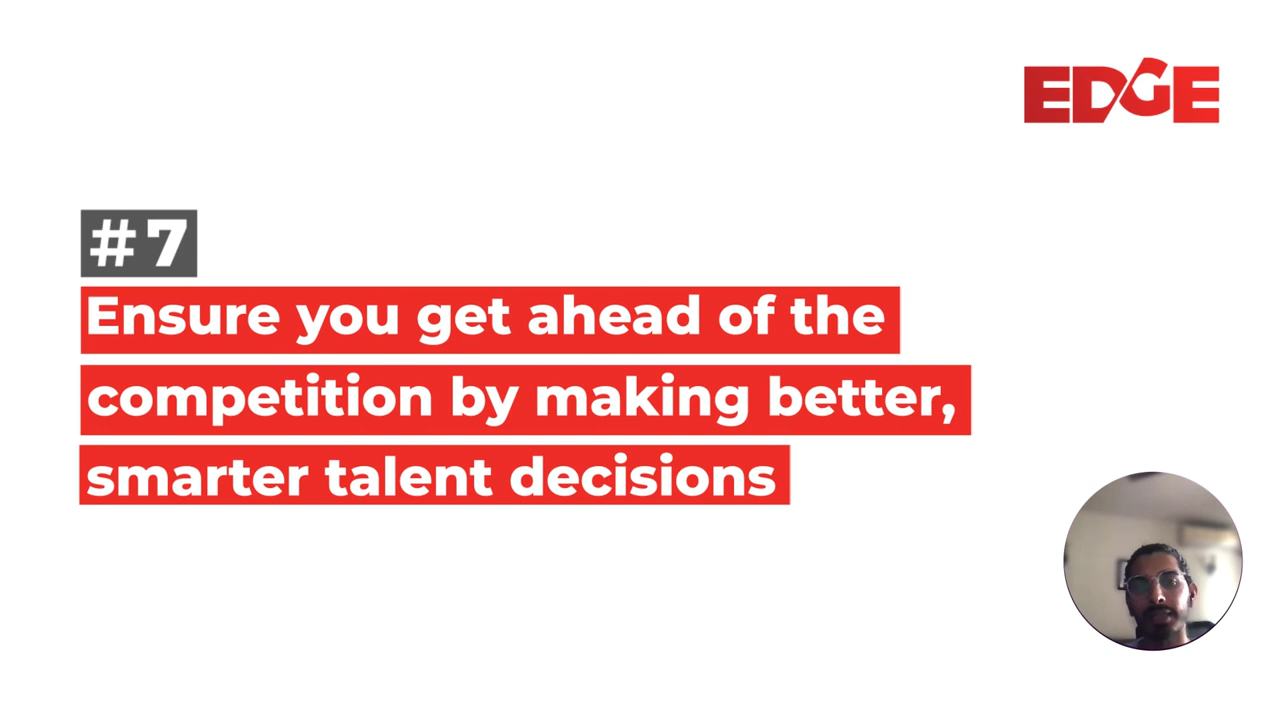 EDGE
#7
Ensure you get ahead of the
competition by making better,
smarter talent decisions